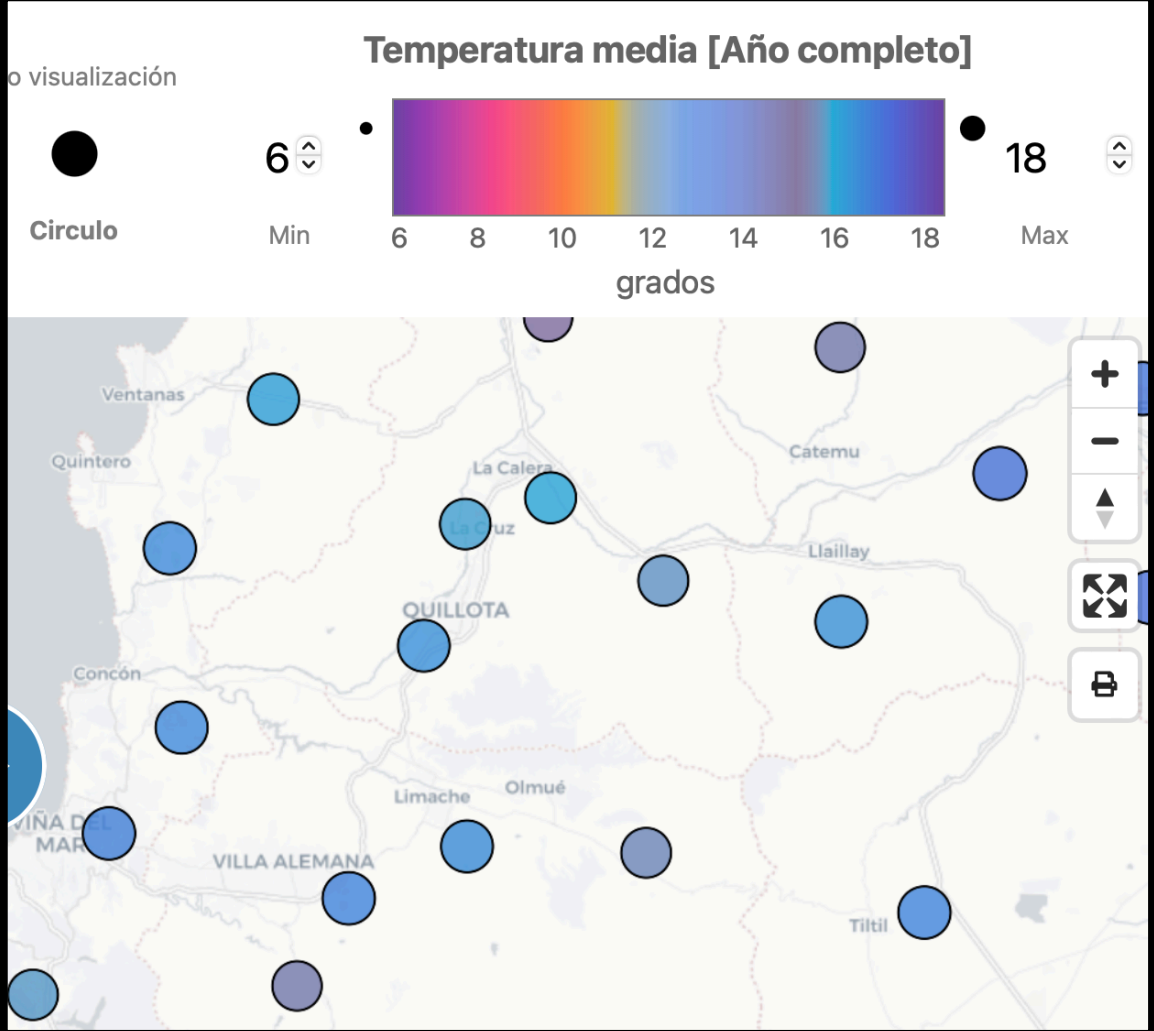 Temperatura media [Año completo]
o visualización
6
18
Circulo
Min
6 8 10 12 14 16 18
Max
grados
Ventanas
Quintero
La Calera
Catemu
La Cruz
Llaillay
QUILLOTA
Concón
Olmué
Limache
VIÑA DEL
MAR
VILLA ALEMANA
Tiltil